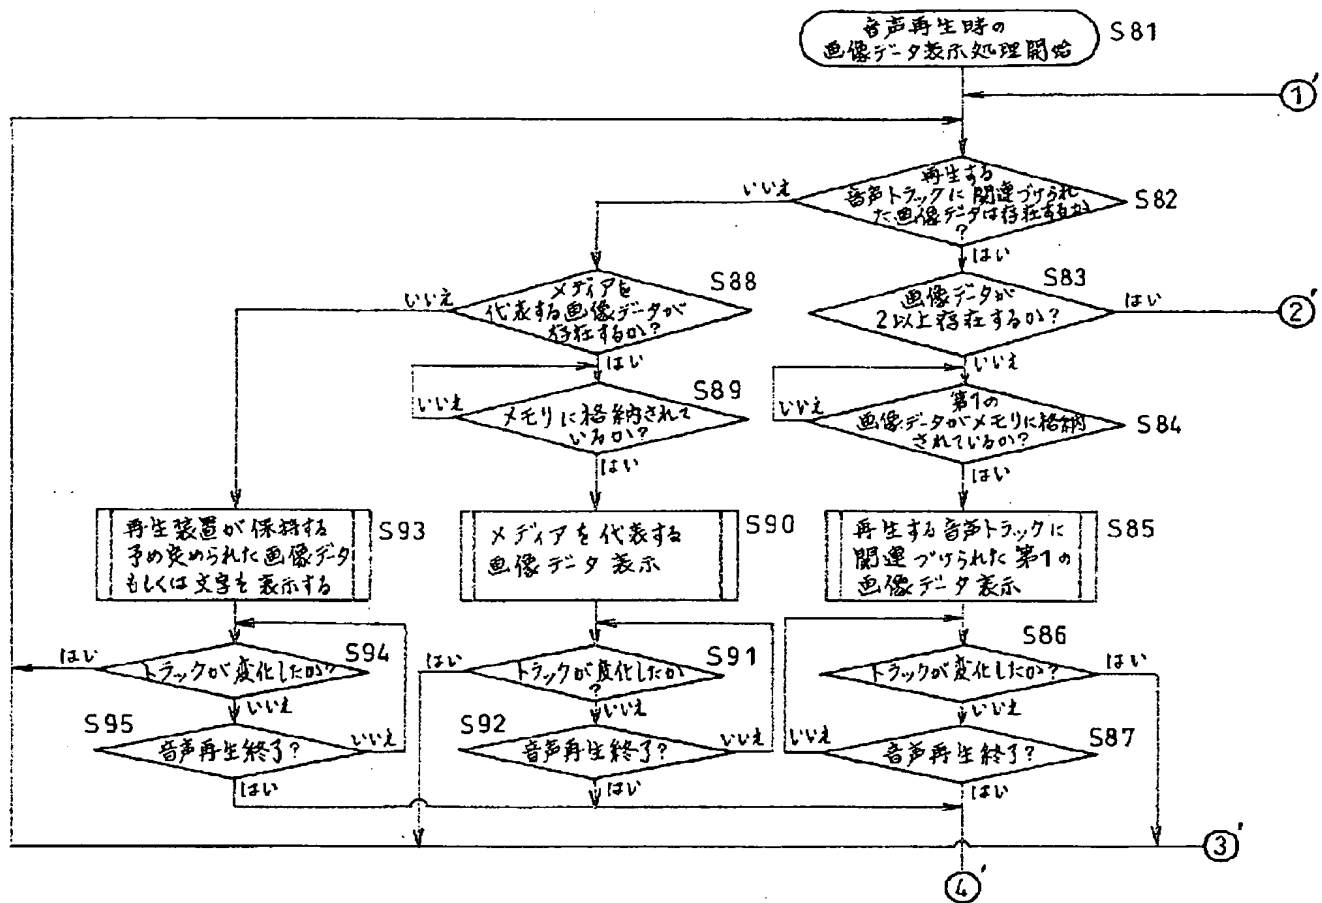 音声再生時の
画像データ表示処理開始
S81
①'
再生する
音声トラックに関連づけられ
た画像データは存在するか
?
S82
いいえ
はい
メディアを
代表する画像データが
存在するか?
S88
いいえ
はい
画像データが
2以上存在するか?
S83
はい
②'
いいえ
メモリに格納されて
いるか?
S89
いいえ
はい
第1の
画像データがメモリに格納
されているか?
S84
いいえ
はい
再生装置が保持する
予め定められた画像データ
もしくは文字を表示する
S93
メディアを代表する
画像データ表示
S90
再生する音声トラックに
関連づけられた第1の
画像データ表示
S85
トラックが変化したか?
S94
はい
いいえ
トラックが変化したか
?
S91
はい
いいえ
トラックが変化したか?
S86
はい
いいえ
音声再生終了?
S95
いいえ
はい
音声再生終了?
S92
いいえ
はい
音声再生終了?
S87
いいえ
はい
③'
④'